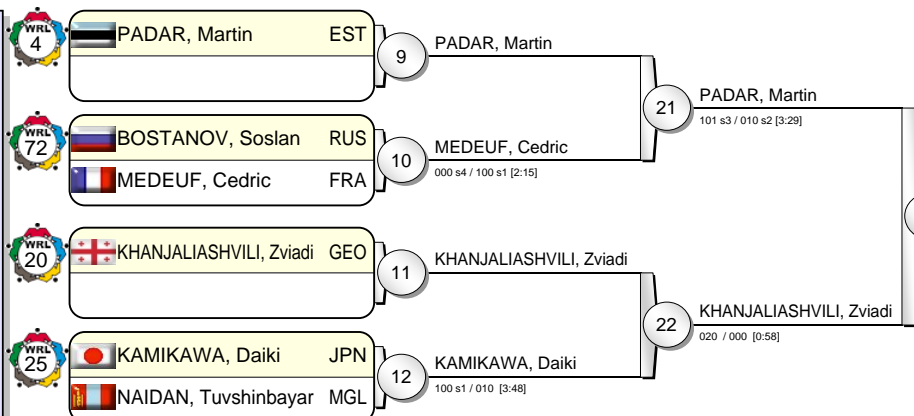 WRL 4
PADAR, Martin EST
9
PADAR, Martin
WRL 72
BOSTANOV, Soslan RUS
MEDEUF, Cedric FRA
10
MEDEUF, Cedric
000 s4 / 100 s1 [2:15]
21
PADAR, Martin
101 s3 / 010 s2 [3:29]
WRL 20
KHANJALIASHVILI, Zviadi GEO
11
KHANJALIASHVILI, Zviadi
WRL 25
KAMIKAWA, Daiki JPN
NAIDAN, Tuvshinbayar MGL
12
KAMIKAWA, Daiki
100 s1 / 010 [3:48]
22
KHANJALIASHVILI, Zviadi
020 / 000 [0:58]